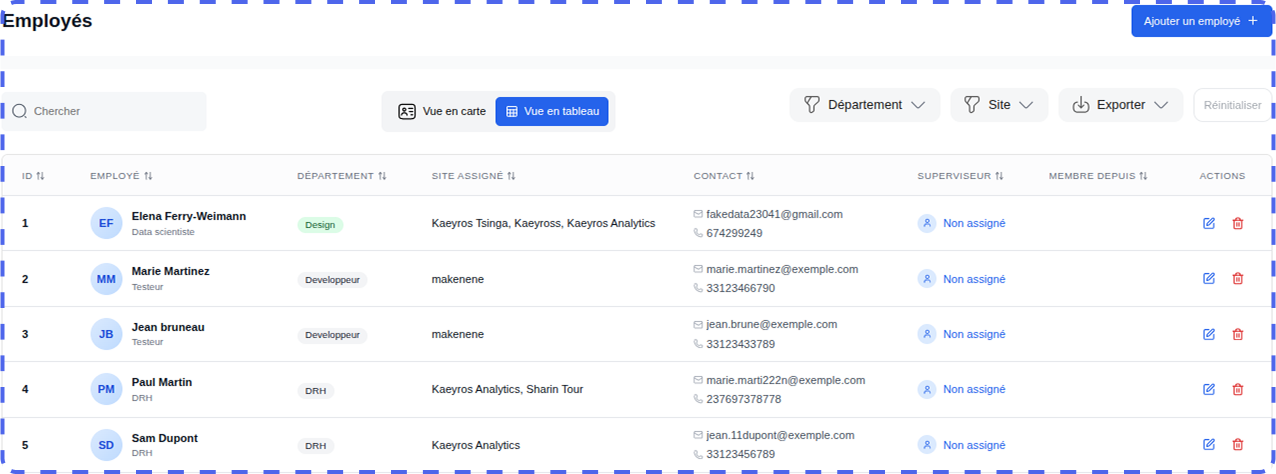 Employés
Ajouter un employé +
Chercher
Vue en carte
Vue en tableau
Département
Site
Exporter
Réinitialiser
ID EMPLOYÉ DÉPARTEMENT SITE ASSIGNÉ CONTACT SUPERVISEUR MEMBRE DEPUIS ACTIONS
1 EF Elena Ferry-Weimann Design Kaeyros Tsinga, Kaeyross, Kaeyros Analytics fakedata23041@gmail.com Non assigné
Data scientiste 674299249
2 MM Marie Martinez Developpeur makenene marie.martinez@exemple.com Non assigné
Testeur 33123466790
3 JB Jean bruneau Developpeur makenene jean.brune@exemple.com Non assigné
Testeur 33123433789
4 PM Paul Martin DRH Kaeyros Analytics, Sharin Tour marie.marti222n@exemple.com Non assigné
DRH 237697378778
5 SD Sam Dupont DRH Kaeyros Analytics jean.11dupont@exemple.com Non assigné
DRH 33123456789